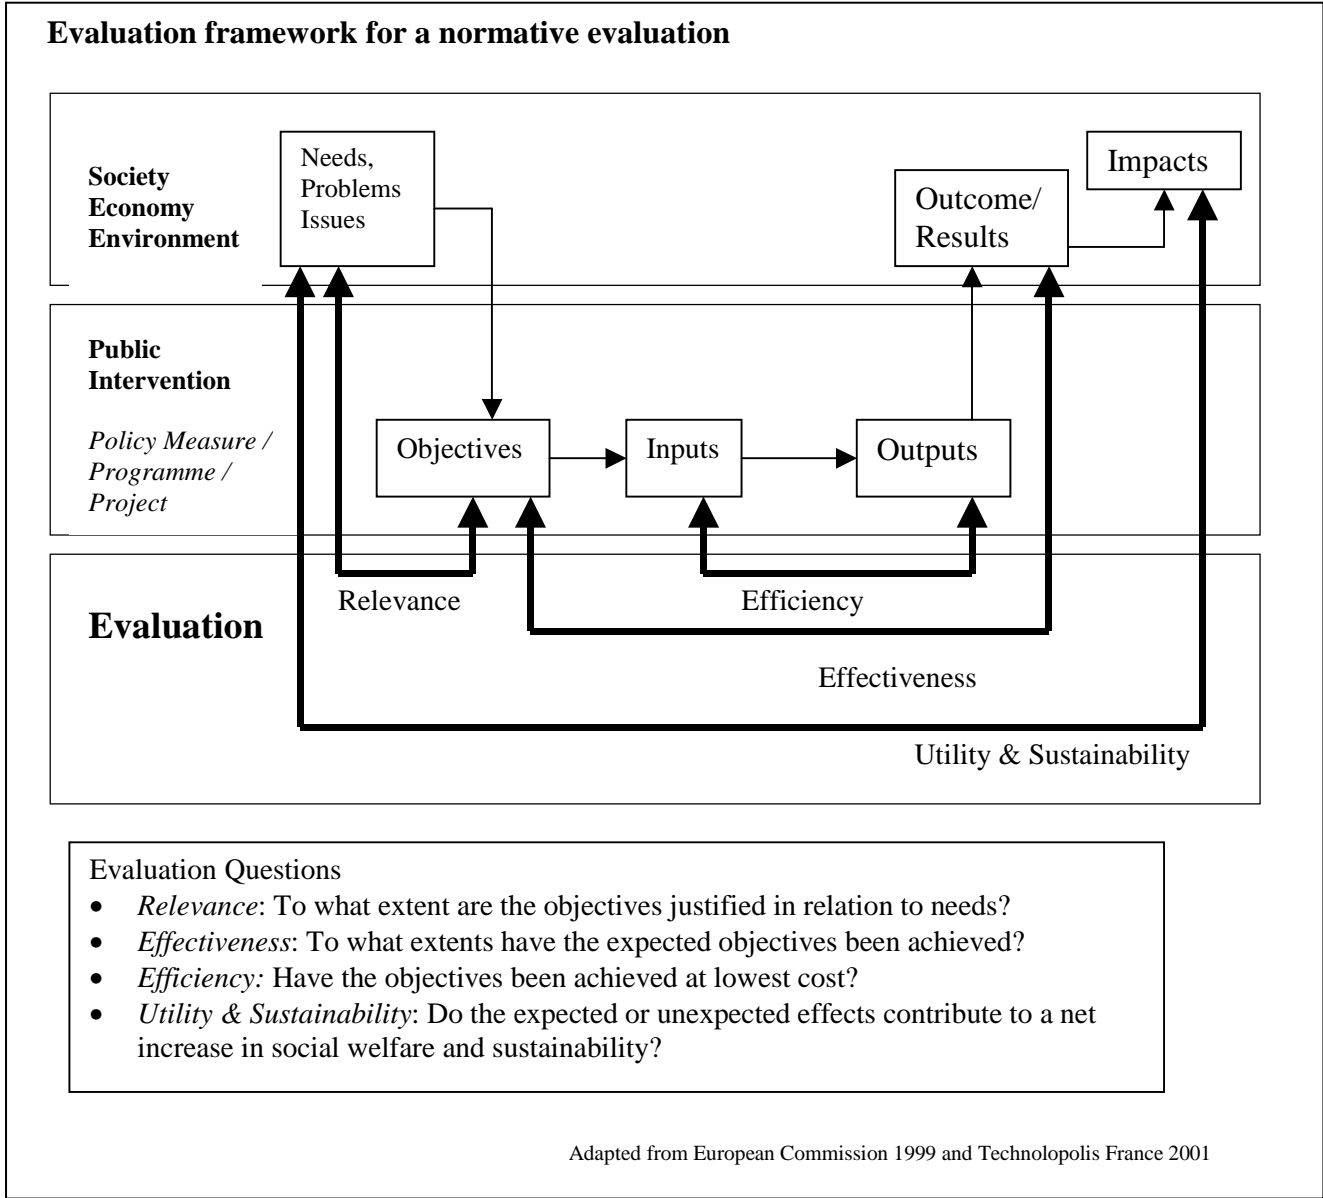 Evaluation framework for a normative evaluation
Society
Economy
Environment
Needs,
Problems
Issues
Outcome/
Results
Impacts
Public
Intervention
Policy Measure /
Programme /
Project
Objectives
Inputs
Outputs
Evaluation
Relevance
Efficiency
Effectiveness
Utility & Sustainability
Evaluation Questions
• Relevance: To what extent are the objectives justified in relation to needs?
• Effectiveness: To what extents have the expected objectives been achieved?
• Efficiency: Have the objectives been achieved at lowest cost?
• Utility & Sustainability: Do the expected or unexpected effects contribute to a net
increase in social welfare and sustainability?
Adapted from European Commission 1999 and Technolopolis France 2001